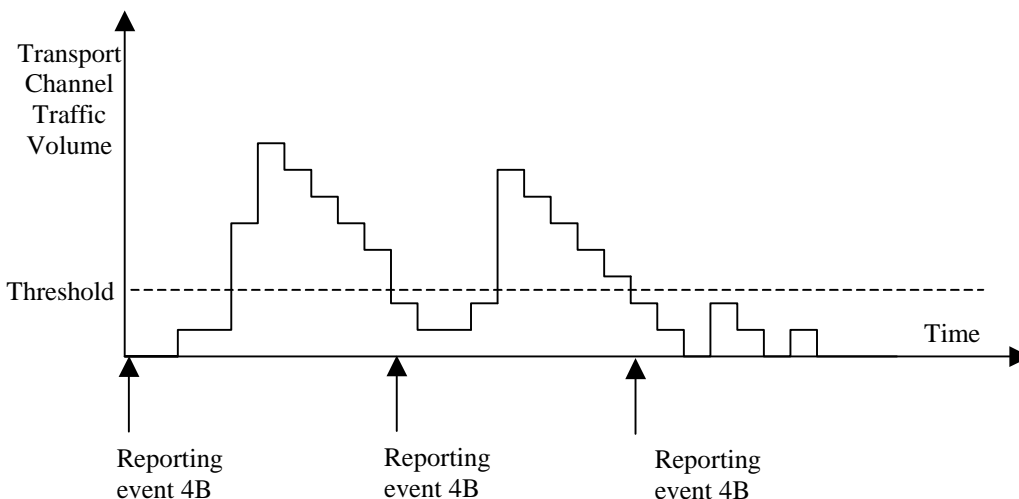 Transport
Channel
Traffic
Volume
Threshold
Time
Reporting
event 4B
Reporting
event 4B
Reporting
event 4B